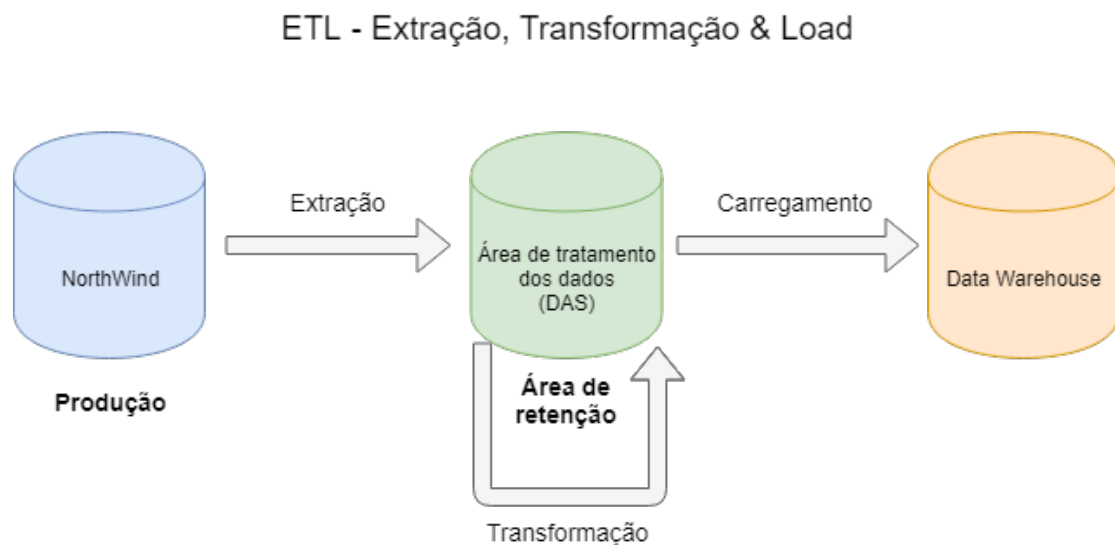 ETL - Extração, Transformação & Load
Extração
Carregamento
NorthWind
Área de tratamento
dos dados
(DAS)
Data Warehouse
Produção
Área de
retenção
Transformação